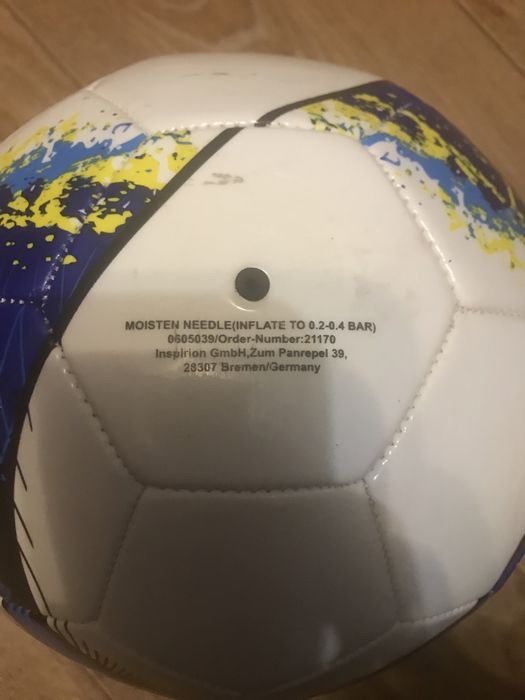 MOISTEN NEEDLE(INFLATE TO 0.2-0.4 BAR)
0605039/Order-Number:21170
Inspirion GmbH,Zum Panrepel 39,
28307 Bremen/Germany